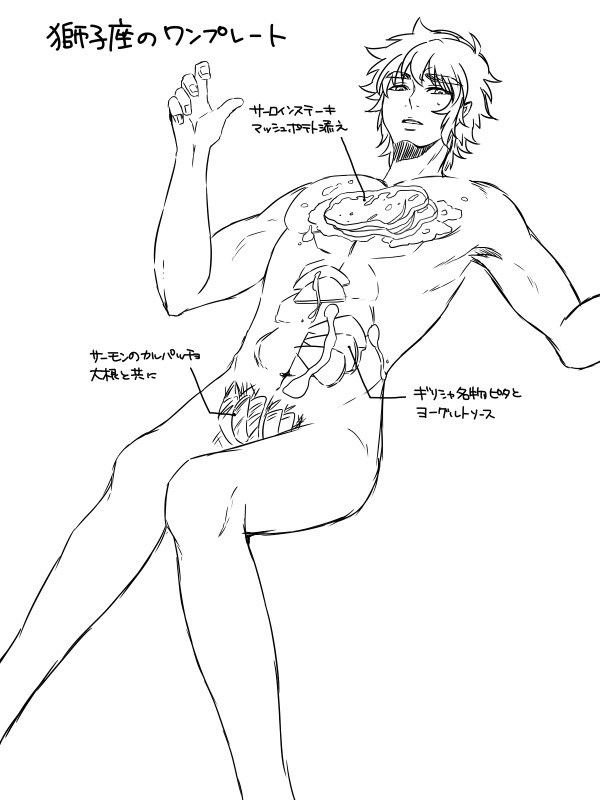 獅子座のワンプレート
サーロインステーキ
マッシュポテト添え
サーモンのカルパッチョ
大根と共に
ギリシャ名物ピタと
ヨーグルトソース